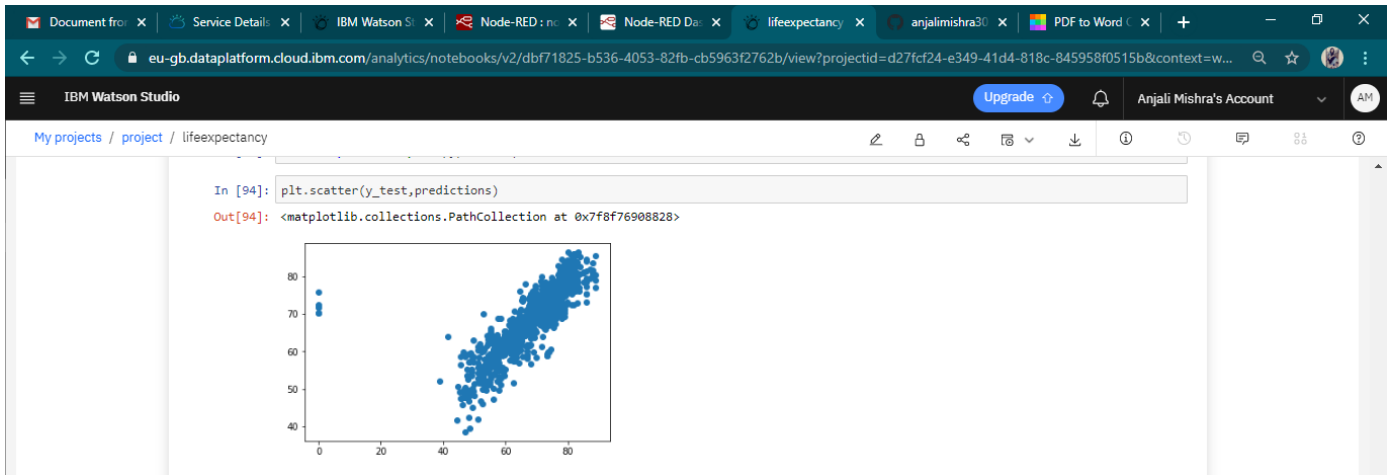 Document fror
Service Details
IBM Watson St
Node-RED : no
Node-RED Das
lifeexpectancy
anjalimishra30
PDF to Word
eu-gb.dataplatform.cloud.ibm.com/analytics/notebooks/v2/dbf71825-b536-4053-82fb-cb5963f2762b/view?projectid=d27fcf24-e349-41d4-818c-845958f0515b&context=w...
IBM Watson Studio
Upgrade
Anjali Mishra's Account
AM
My projects / project / lifeexpectancy
In [94]: plt.scatter(y_test,predictions)
Out[94]: <matplotlib.collections.PathCollection at 0x7f8f76908828>
80
70
60
50
40
0 20 40 60 80